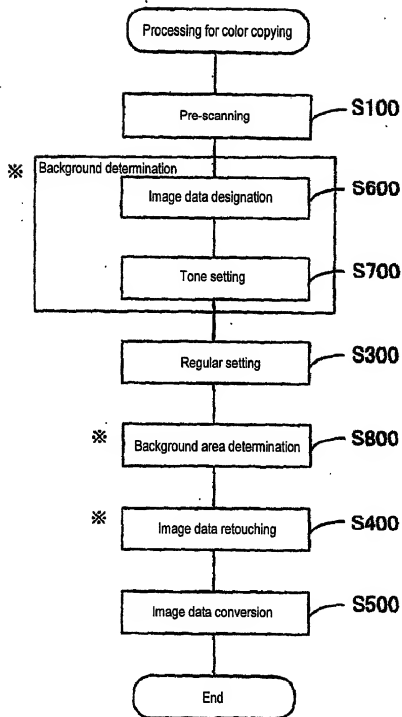 Processing for color copying
Pre-scanning
S100
※
Background determination
Image data designation
S600
Tone setting
S700
Regular setting
S300
※
Background area determination
S800
※
Image data retouching
S400
Image data conversion
S500
End